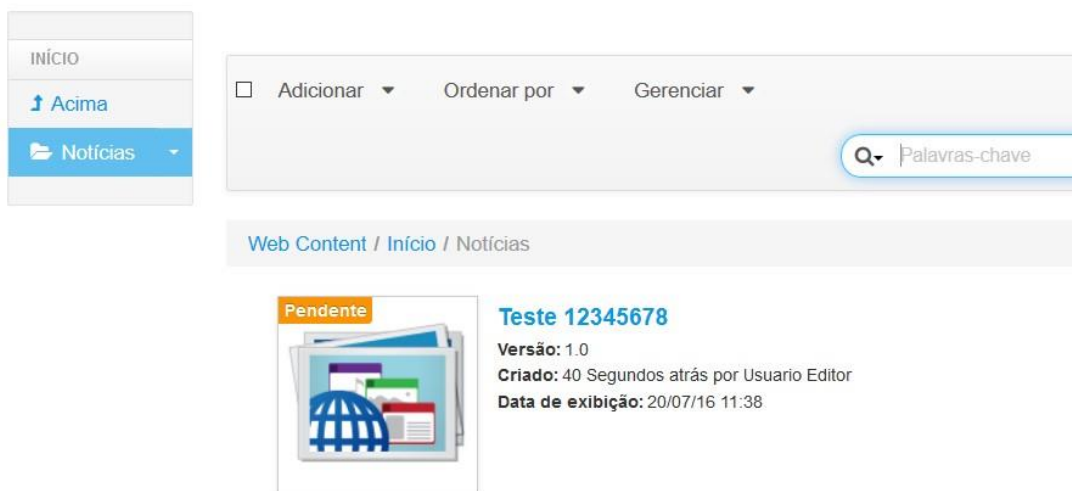 INÍCIO
Acima
Notícias
Adicionar Ordenar por Gerenciar
Palavras-chave
Web Content / Início / Notícias
Pendente
Teste 12345678
Versão: 1.0
Criado: 40 Segundos atrás por Usuario Editor
Data de exibição: 20/07/16 11:38